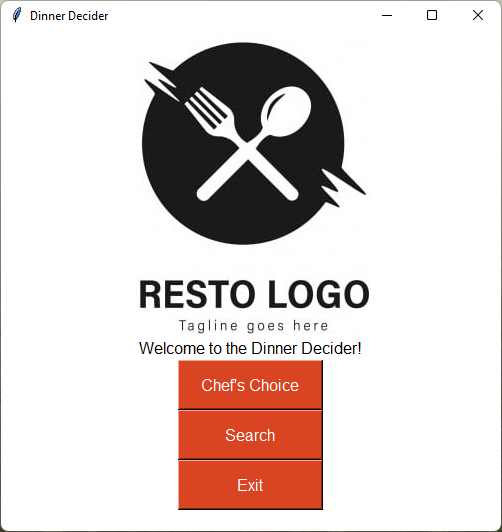 Dinner Decider
RESTO LOGO
Tagline goes here
Welcome to the Dinner Decider!
Chef's Choice
Search
Exit